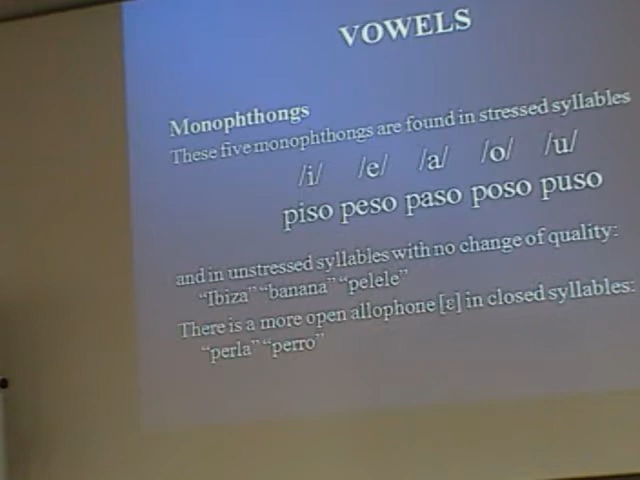 VOWELS
Monophthongs
These five monophthongs are found in stressed syllables
/i/ /e/ /a/ /o/ /u/
piso peso paso poso puso
and in unstressed syllables with no change of quality:
“Ibiza” “banana” “pelele”
There is a more open allophone [ε] in closed syllables:
“perla” “perro”